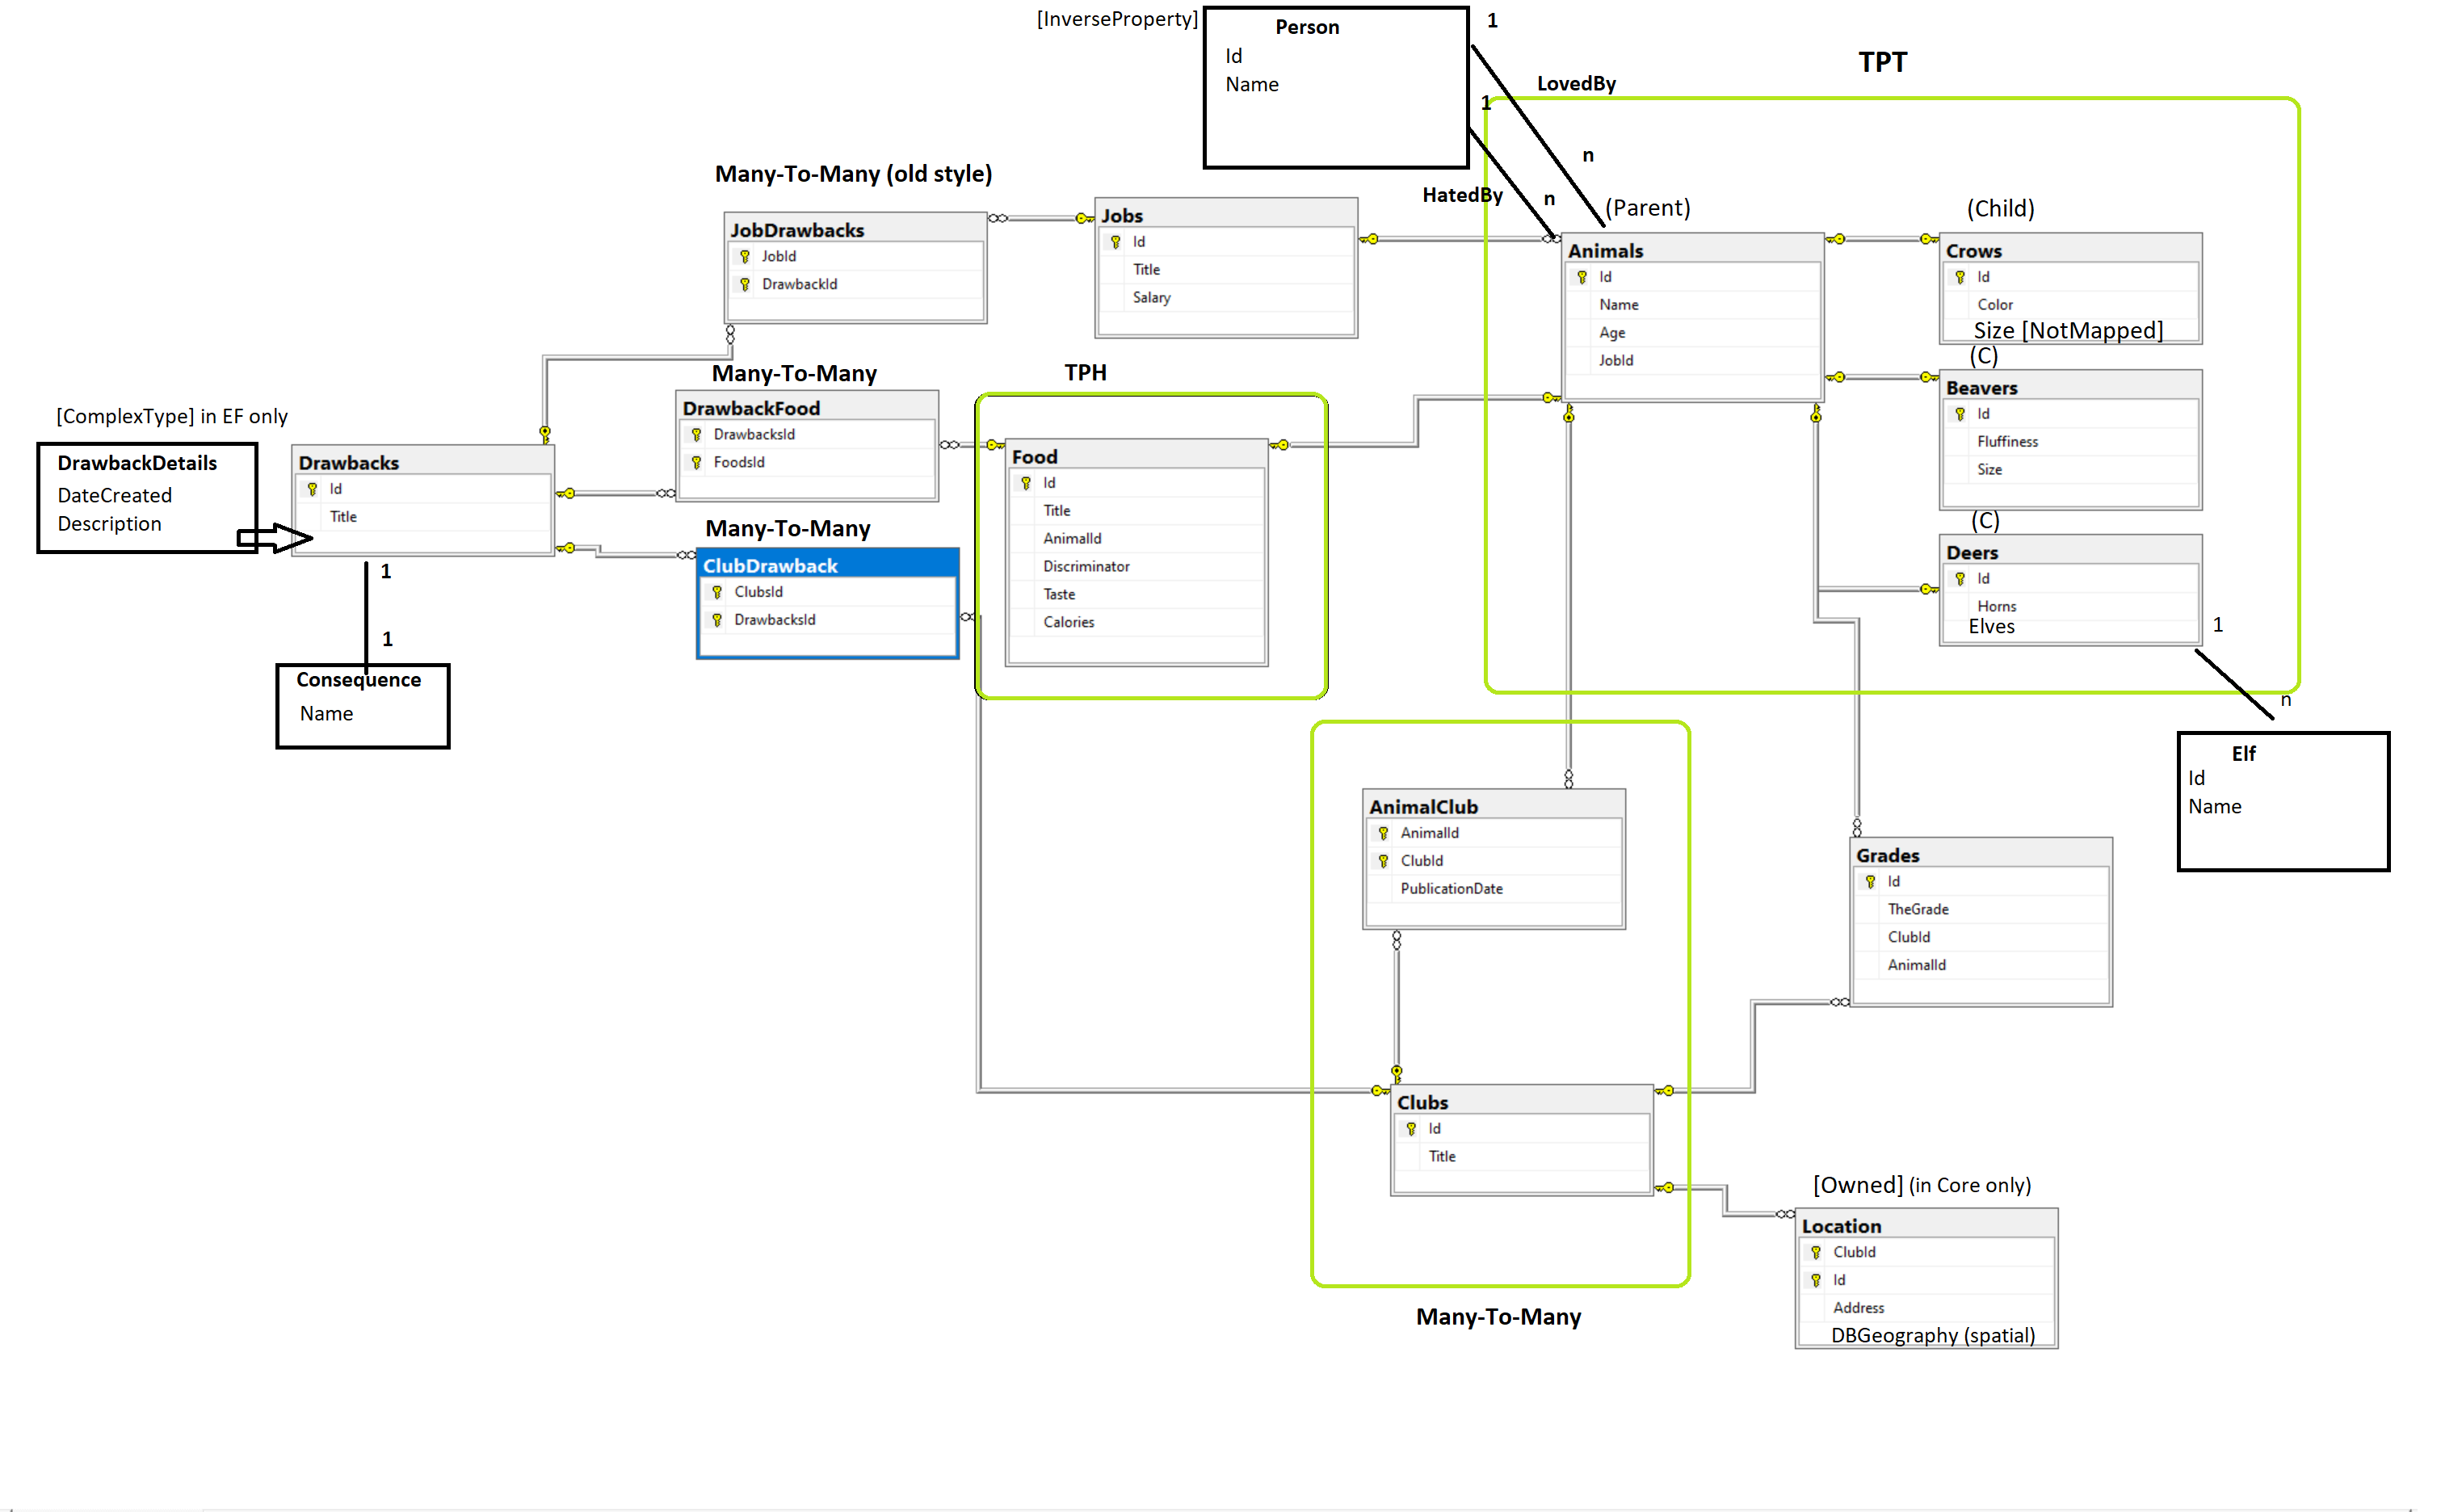 [InverseProperty]
Person
Id
Name
1
1
LovedBy
TPT
n
HatedBy
n
(Parent)
(Child)
Many-To-Many (old style)
JobDrawbacks
JobId
DrawbackId
Jobs
Id
Title
Salary
Animals
Id
Name
Age
JobId
Crows
Id
Color
Size [NotMapped]
(C)
Beavers
Id
Fluffiness
Size
(C)
Deers
Id
Horns
Elves
1
n
Elf
Id
Name
Many-To-Many
DrawbackFood
DrawbacksId
FoodsId
TPH
Food
Id
Title
AnimalId
Discriminator
Taste
Calories
[ComplexType] in EF only
DrawbackDetails
DateCreated
Description
Drawbacks
Id
Title
1
1
Consequence
Name
Many-To-Many
ClubDrawback
ClubsId
DrawbacksId
AnimalClub
AnimalId
ClubId
PublicationDate
Grades
Id
TheGrade
ClubId
AnimalId
Clubs
Id
Title
Many-To-Many
[Owned] (in Core only)
Location
ClubId
Id
Address
DBGeography (spatial)